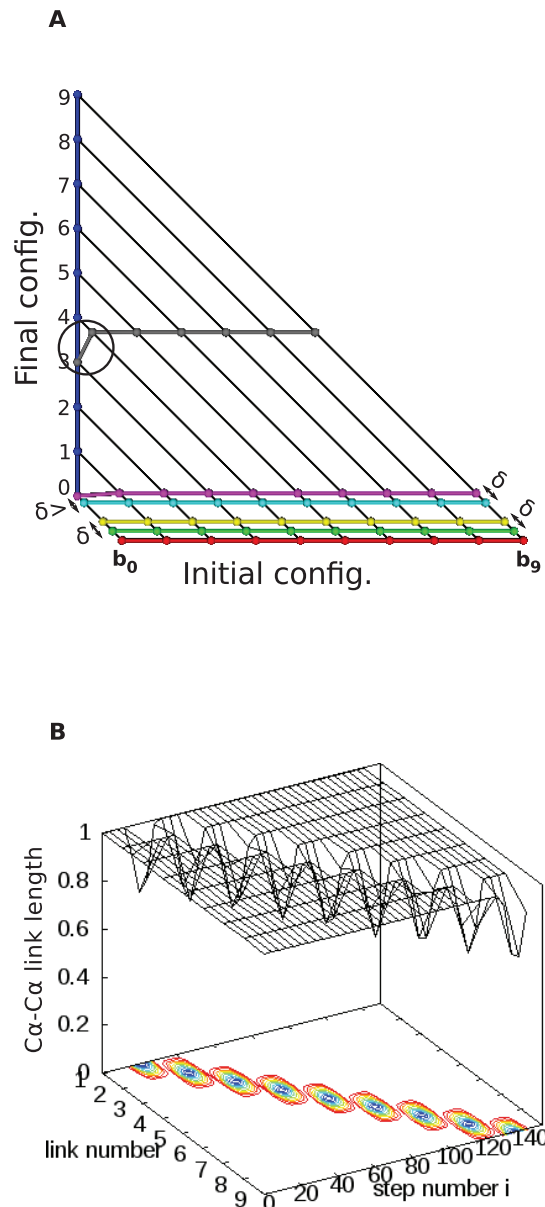 A
9
8
7
6
5
4
3
2
1
0
Final config.
δ
δ
δ>
δ
b0
b9
Initial config.
B
1
0.8
0.6
0.4
0.2
0
Cα-Cα link length
1
2
3
4
5
6
7
8
9
link number
0
20
40
60
80
100
120
140
step number i